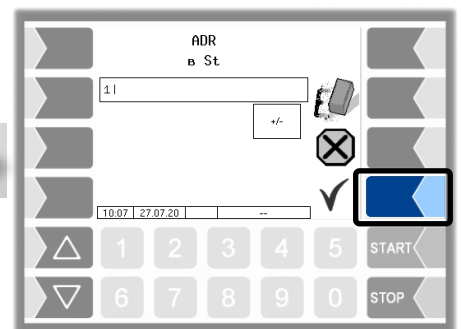 ADR
в St
1|
+/-
10:07 27.07.20 --
1 2 3 4 5 START
6 7 8 9 0 STOP